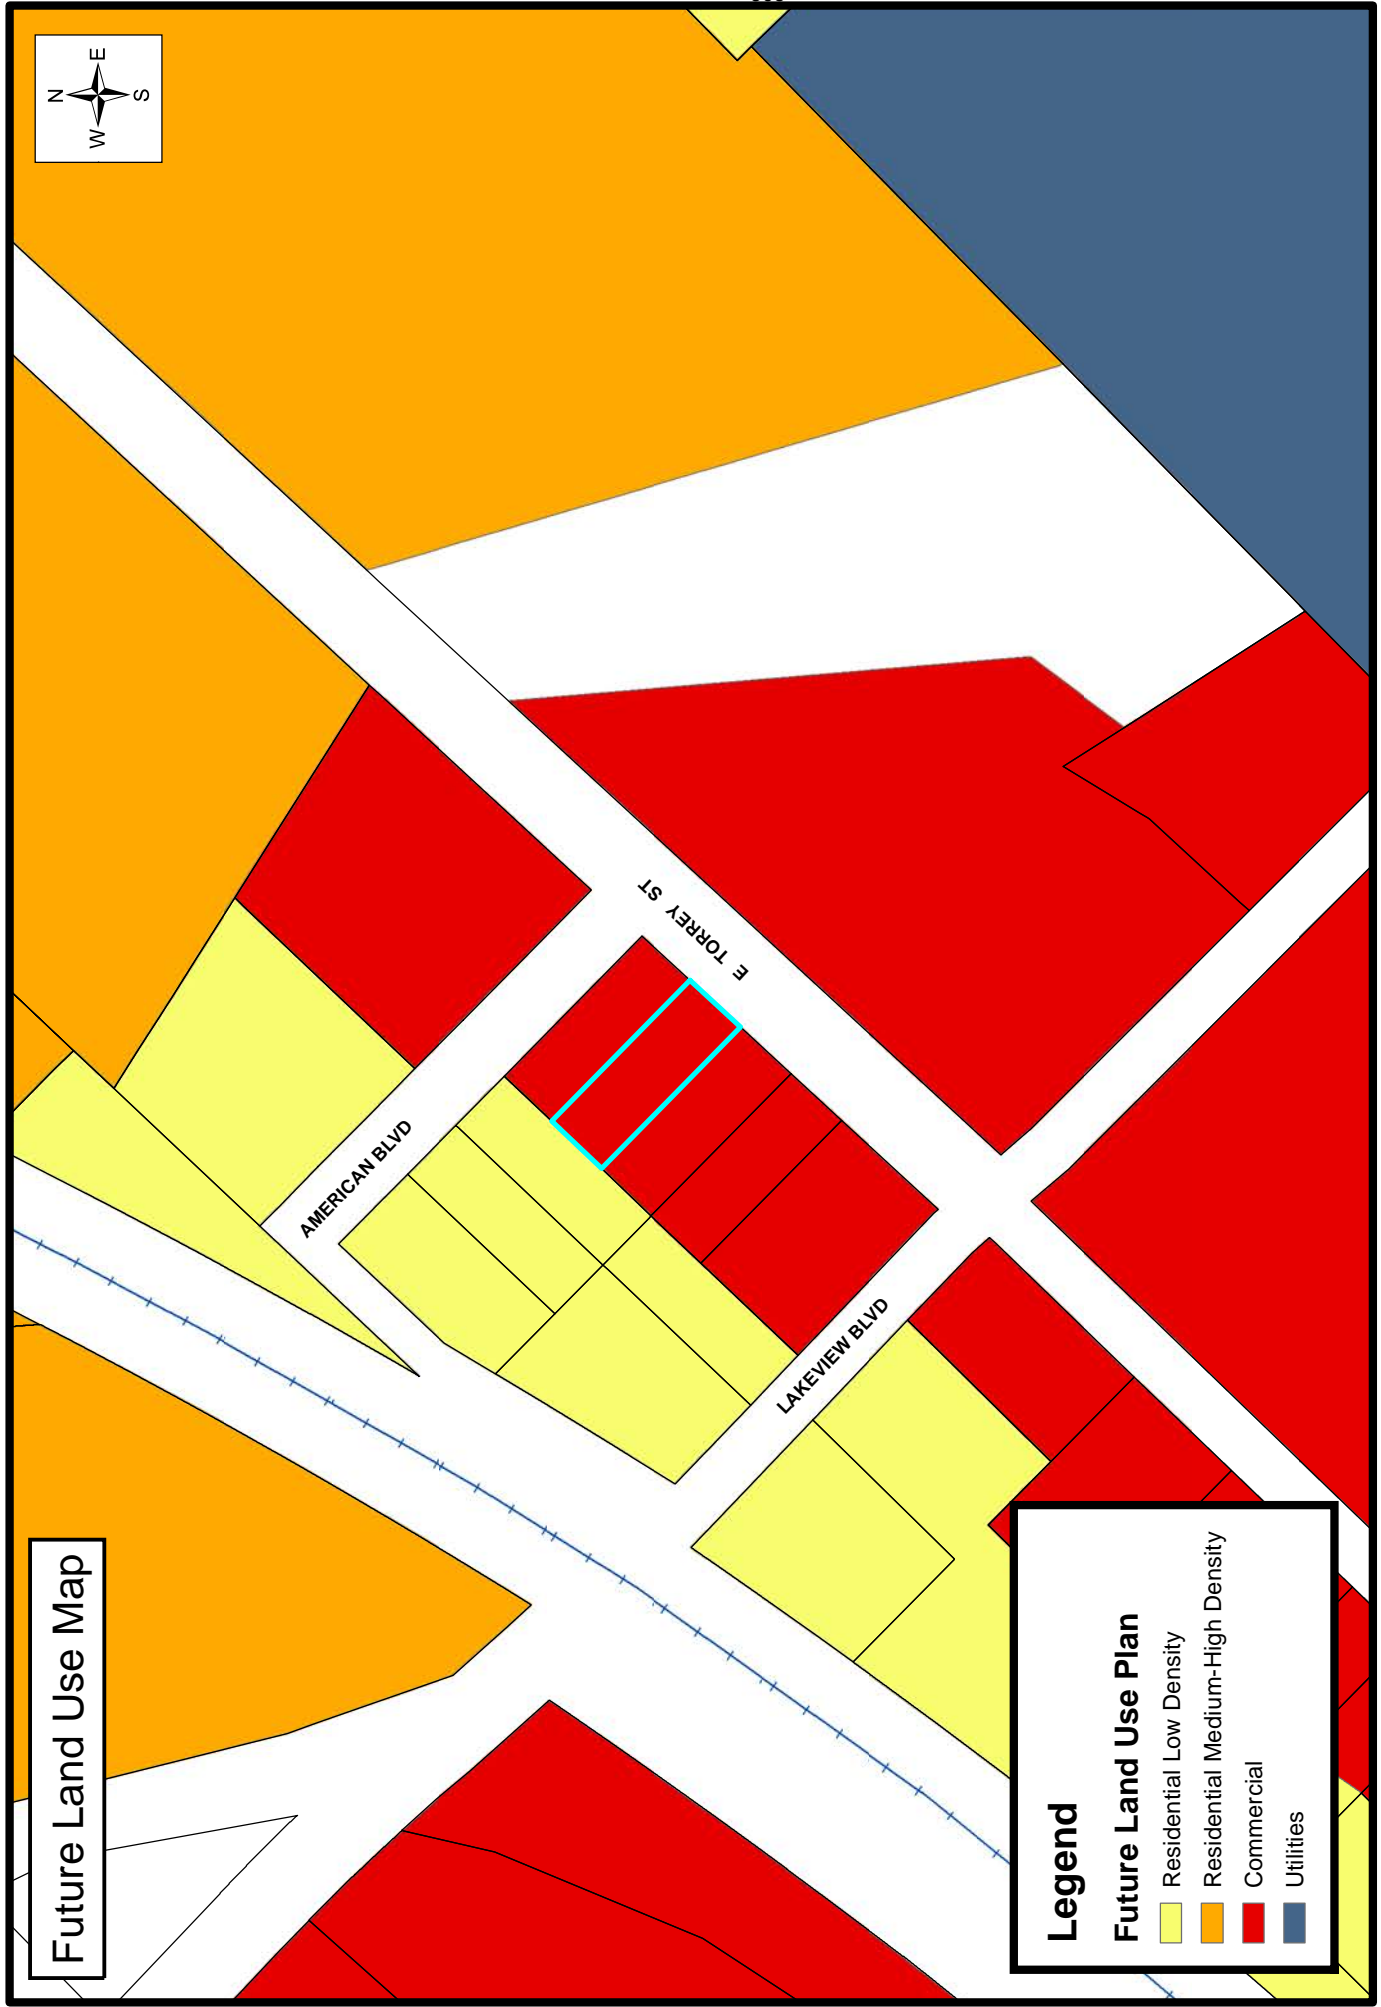 Future Land Use Map
N
W E
S
AMERICAN BLVD
E TORREY ST
LAKEVIEW BLVD
Legend
Future Land Use Plan
Residential Low Density
Residential Medium-High Density
Commercial
Utilities